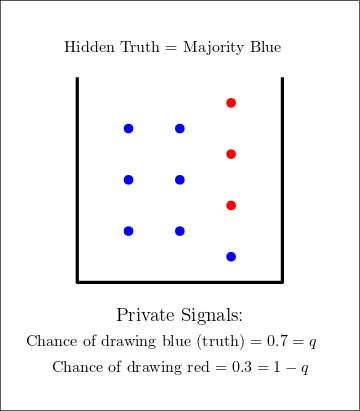 Hidden Truth = Majority Blue
Private Signals:
Chance of drawing blue (truth) = 0.7 = q
Chance of drawing red = 0.3 = 1 − q